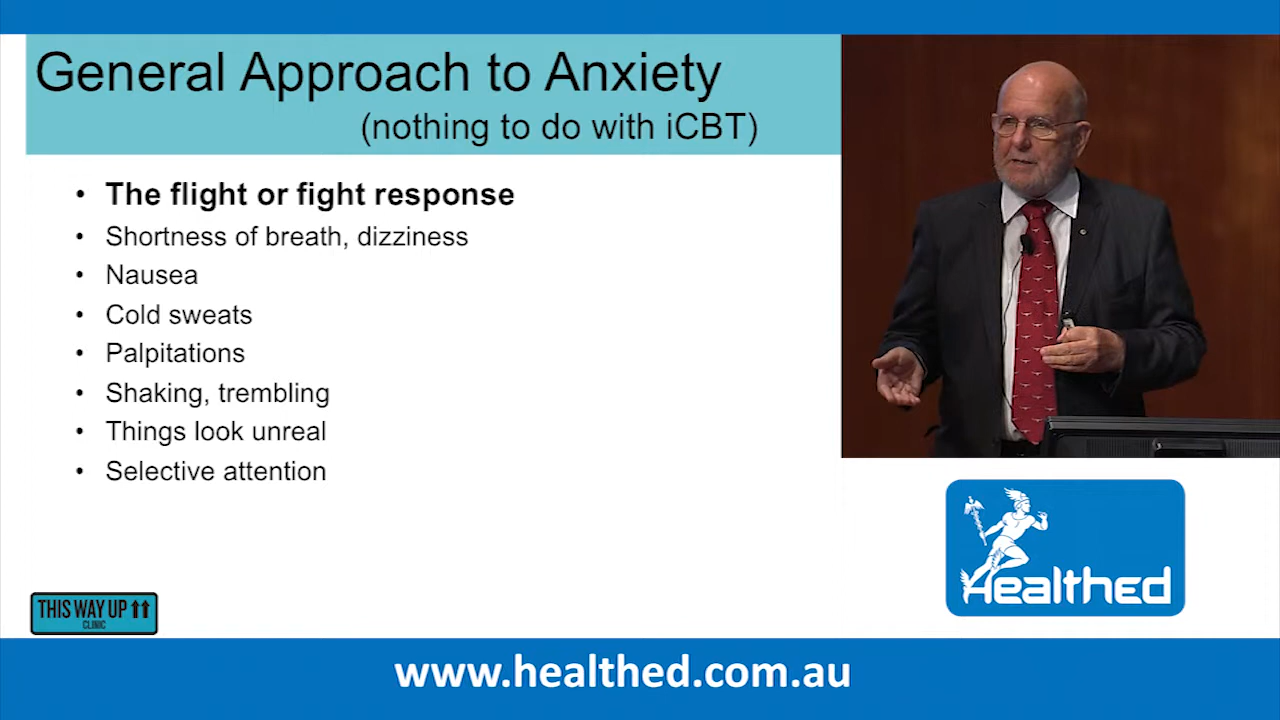 General Approach to Anxiety
(nothing to do with iCBT)
• The flight or fight response
• Shortness of breath, dizziness
• Nausea
• Cold sweats
• Palpitations
• Shaking, trembling
• Things look unreal
• Selective attention
THIS WAY UP
CLINIC
Healthed
www.healthed.com.au